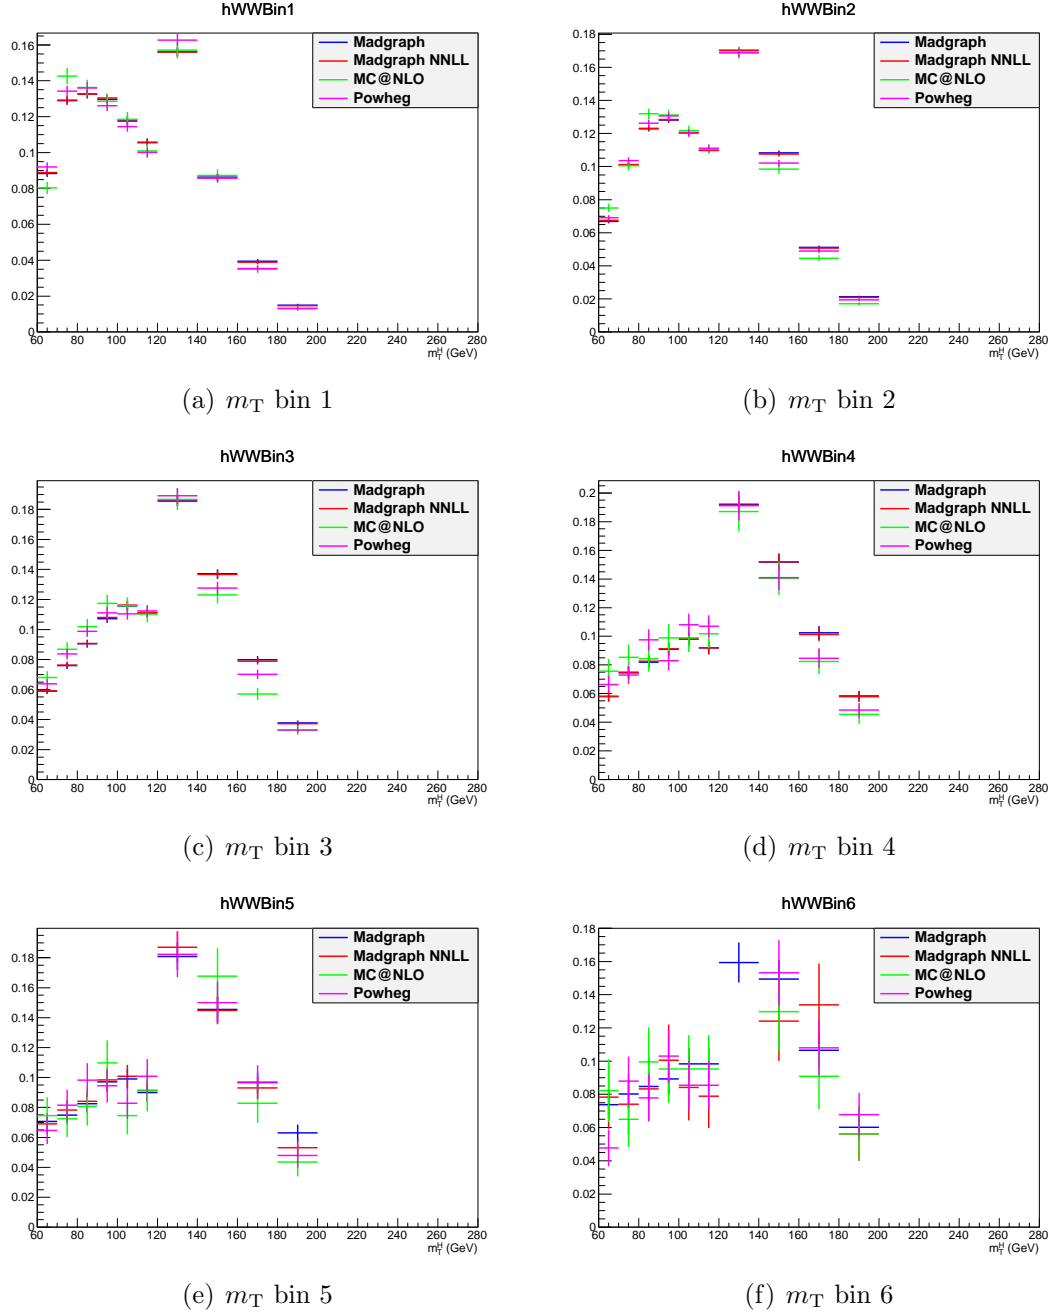 hWWBin1
0.16
0.14
0.12
0.1
0.08
0.06
0.04
0.02
0
60 80 100 120 140 160 180 200 220 240 260 280
m_T^H (GeV)
Madgraph
Madgraph NNLL
MC@NLO
Powheg
(a) m_T bin 1
hWWBin2
0.18
0.16
0.14
0.12
0.1
0.08
0.06
0.04
0.02
0
60 80 100 120 140 160 180 200 220 240 260 280
m_T^H (GeV)
Madgraph
Madgraph NNLL
MC@NLO
Powheg
(b) m_T bin 2
hWWBin3
0.18
0.16
0.14
0.12
0.1
0.08
0.06
0.04
0.02
0
60 80 100 120 140 160 180 200 220 240 260 280
m_T^H (GeV)
Madgraph
Madgraph NNLL
MC@NLO
Powheg
(c) m_T bin 3
hWWBin4
0.2
0.18
0.16
0.14
0.12
0.1
0.08
0.06
0.04
0.02
0
60 80 100 120 140 160 180 200 220 240 260 280
m_T^H (GeV)
Madgraph
Madgraph NNLL
MC@NLO
Powheg
(d) m_T bin 4
hWWBin5
0.18
0.16
0.14
0.12
0.1
0.08
0.06
0.04
0.02
0
60 80 100 120 140 160 180 200 220 240 260 280
m_T^H (GeV)
Madgraph
Madgraph NNLL
MC@NLO
Powheg
(e) m_T bin 5
hWWBin6
0.18
0.16
0.14
0.12
0.1
0.08
0.06
0.04
0.02
0
60 80 100 120 140 160 180 200 220 240 260 280
m_T^H (GeV)
Madgraph
Madgraph NNLL
MC@NLO
Powheg
(f) m_T bin 6